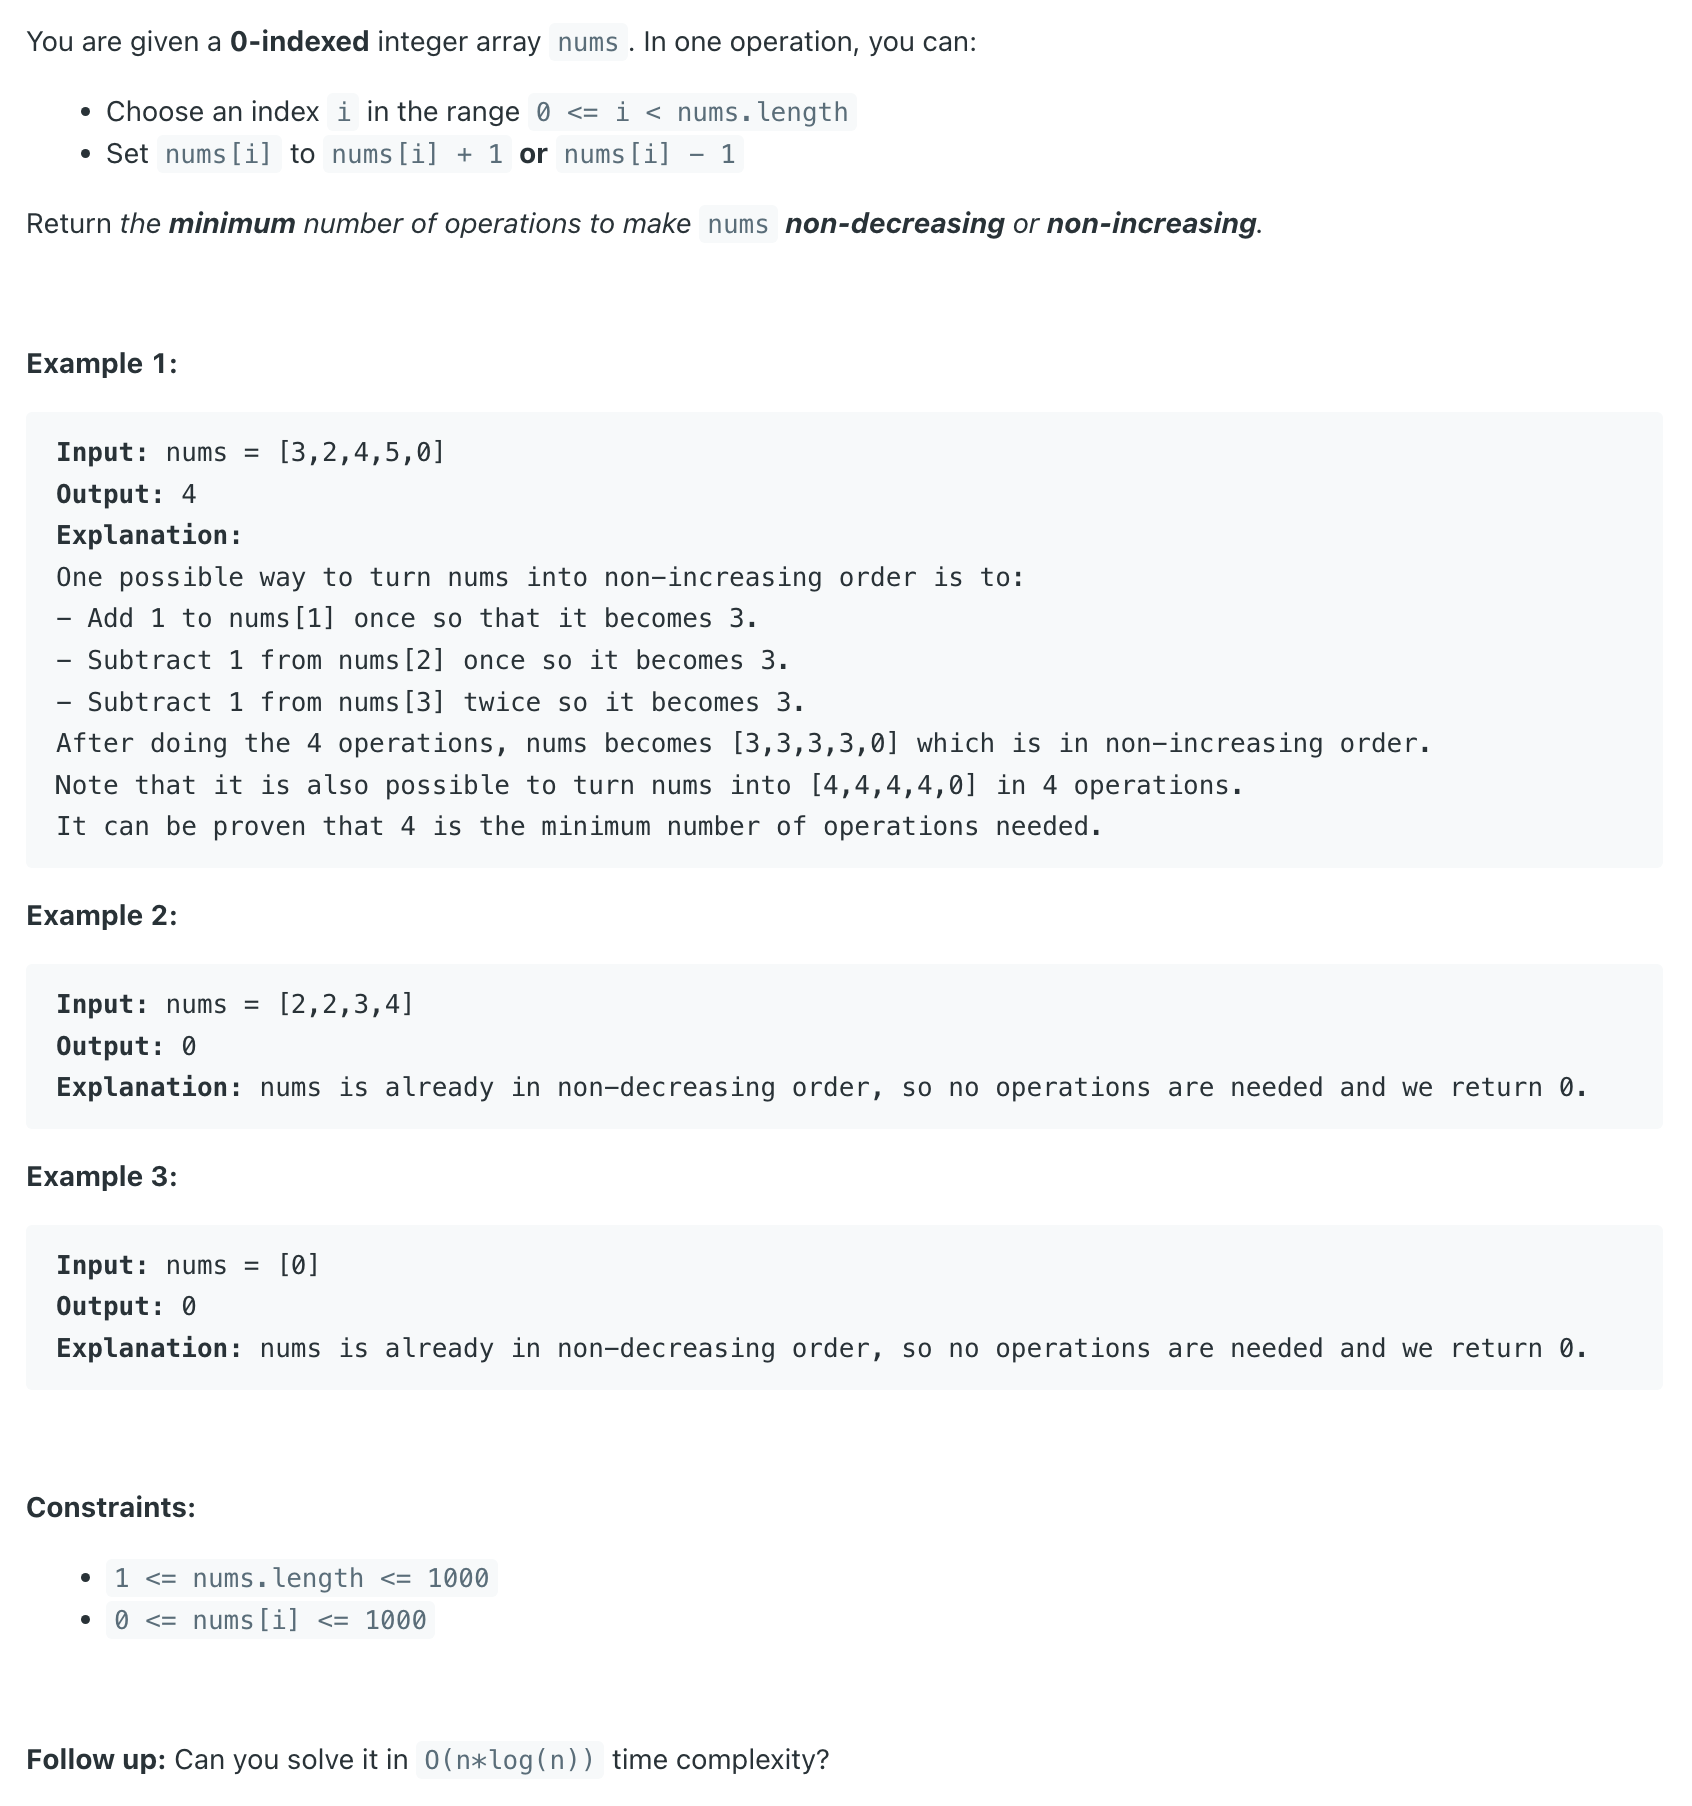 You are given a 0-indexed integer array nums. In one operation, you can:
• Choose an index i in the range 0 <= i < nums.length
• Set nums[i] to nums[i] + 1 or nums[i] - 1
Return the minimum number of operations to make nums non-decreasing or non-increasing.
Example 1:
Input: nums = [3,2,4,5,0]
Output: 4
Explanation:
One possible way to turn nums into non-increasing order is to:
- Add 1 to nums[1] once so that it becomes 3.
- Subtract 1 from nums[2] once so it becomes 3.
- Subtract 1 from nums[3] twice so it becomes 3.
After doing the 4 operations, nums becomes [3,3,3,3,0] which is in non-increasing order.
Note that it is also possible to turn nums into [4,4,4,4,0] in 4 operations.
It can be proven that 4 is the minimum number of operations needed.
Example 2:
Input: nums = [2,2,3,4]
Output: 0
Explanation: nums is already in non-decreasing order, so no operations are needed and we return 0.
Example 3:
Input: nums = [0]
Output: 0
Explanation: nums is already in non-decreasing order, so no operations are needed and we return 0.
Constraints:
• 1 <= nums.length <= 1000
• 0 <= nums[i] <= 1000
Follow up: Can you solve it in O(n*log(n)) time complexity?